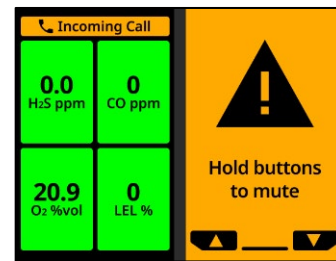 Incoming Call
0.0
H₂S ppm
0
CO ppm
20.9
O₂ %vol
0
LEL %
!
Hold buttons
to mute